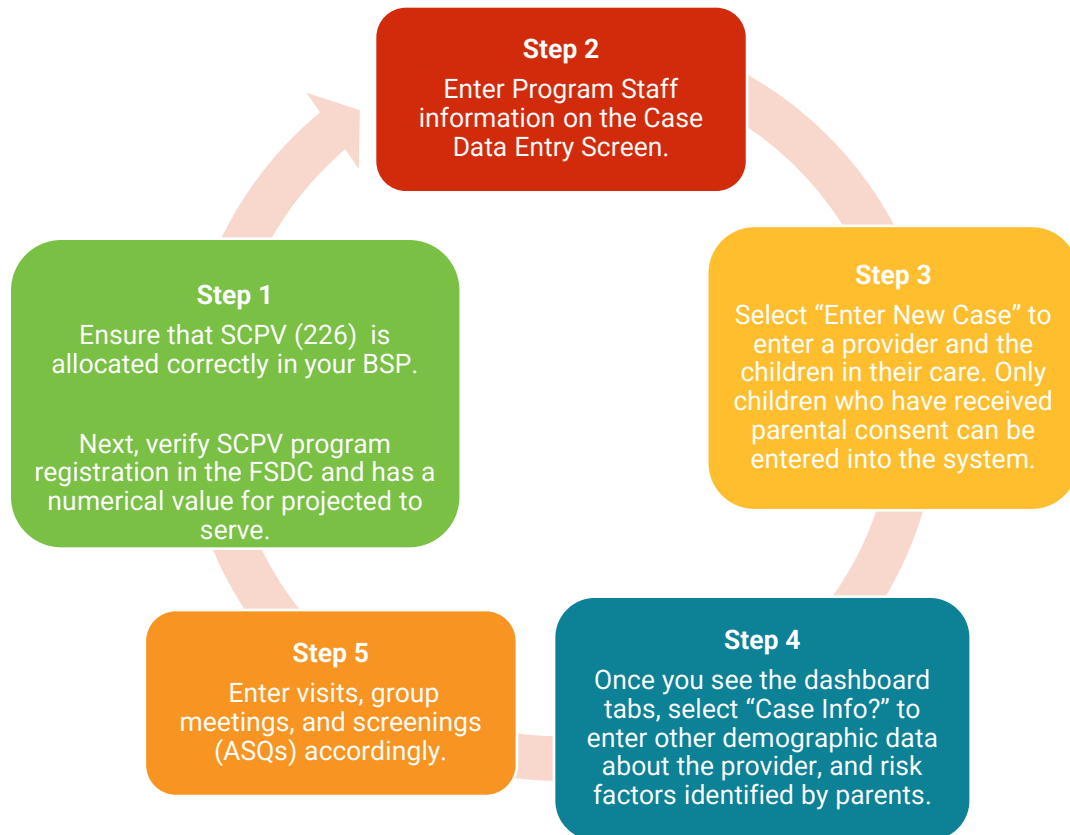 Step 1
Ensure that SCPV (226) is
allocated correctly in your BSP.
Next, verify SCPV program
registration in the FSDC and has a
numerical value for projected to
serve.
Step 2
Enter Program Staff
information on the Case
Data Entry Screen.
Step 3
Select “Enter New Case” to
enter a provider and the
children in their care. Only
children who have received
parental consent can be
entered into the system.
Step 4
Once you see the dashboard
tabs, select “Case Info?” to
enter other demographic data
about the provider, and risk
factors identified by parents.
Step 5
Enter visits, group
meetings, and screenings
(ASQs) accordingly.